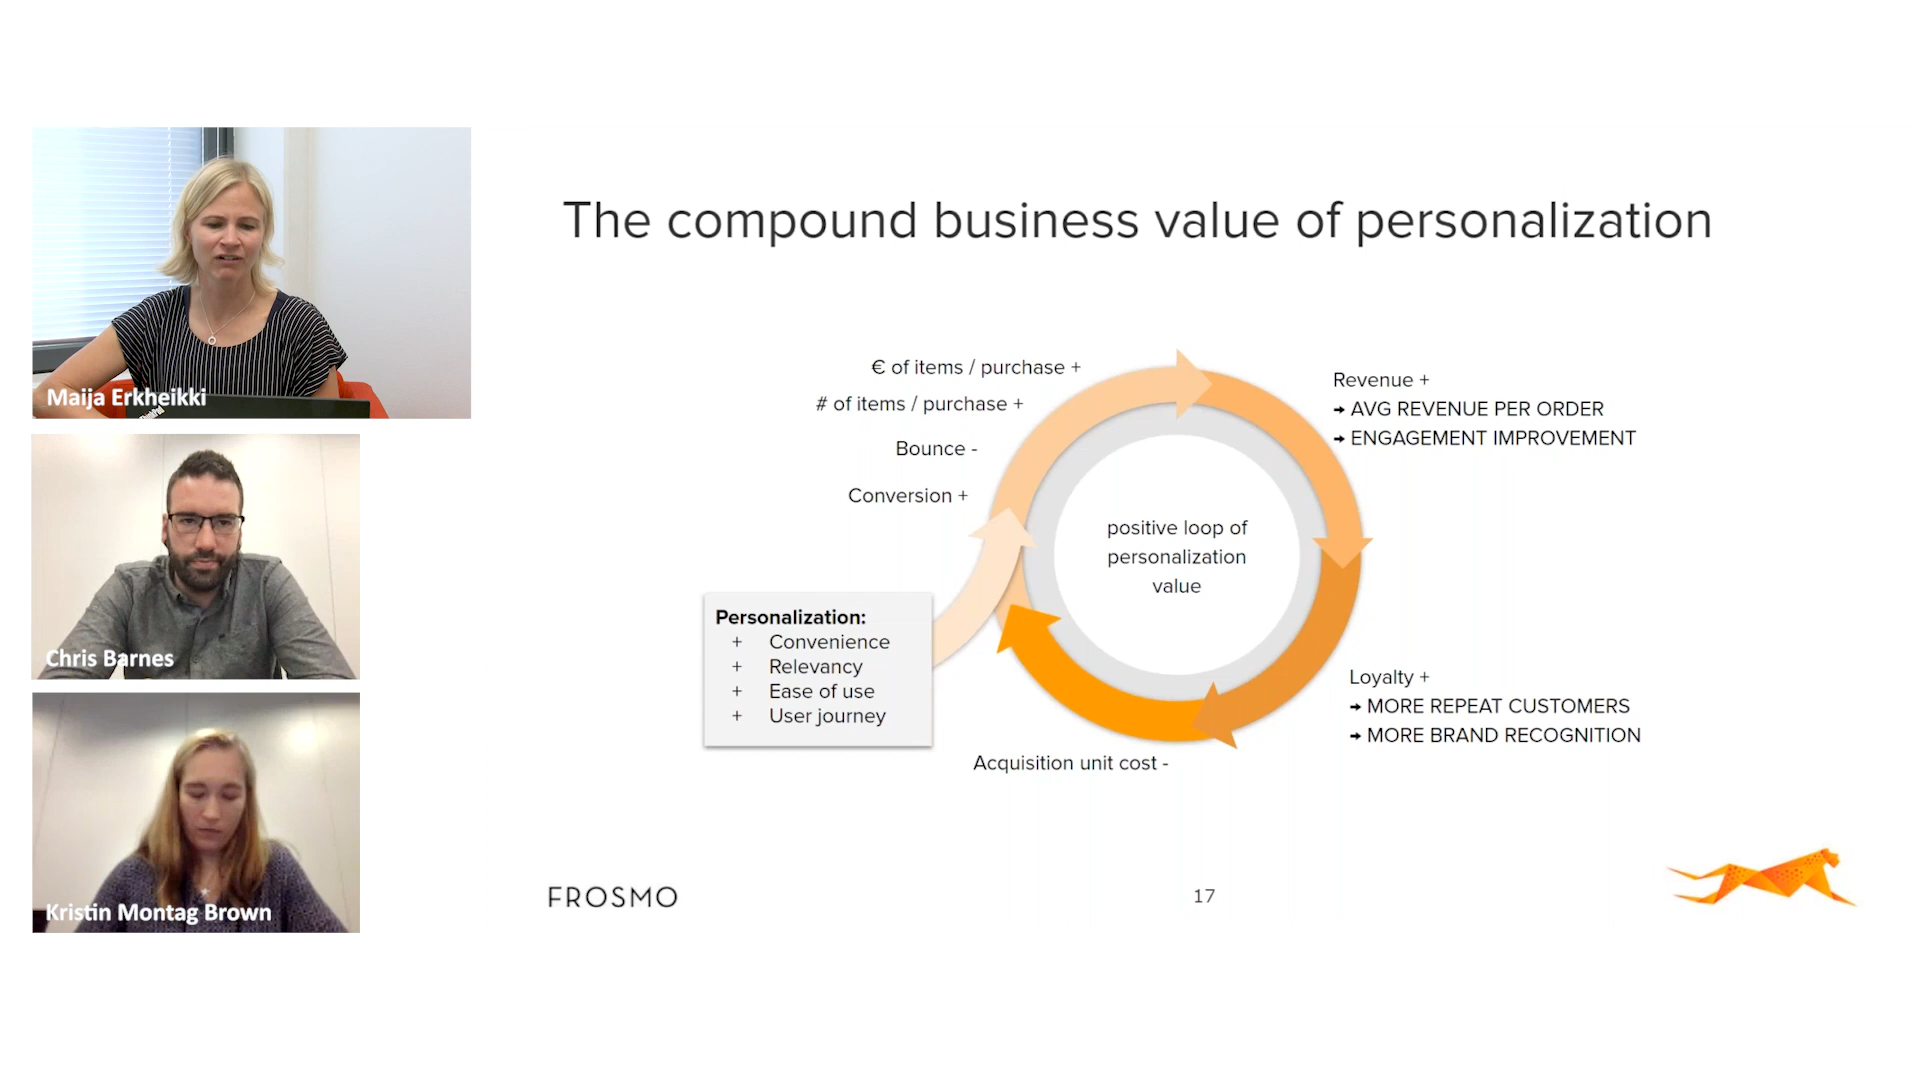 Maija Erkheikki
Chris Barnes
Kristin Montag Brown
The compound business value of personalization
€ of items / purchase +
# of items / purchase +
Bounce -
Conversion +
Revenue +
→ AVG REVENUE PER ORDER
→ ENGAGEMENT IMPROVEMENT
positive loop of
personalization
value
Personalization:
+ Convenience
+ Relevancy
+ Ease of use
+ User journey
Loyalty +
→ MORE REPEAT CUSTOMERS
→ MORE BRAND RECOGNITION
Acquisition unit cost -
FROSMO
17